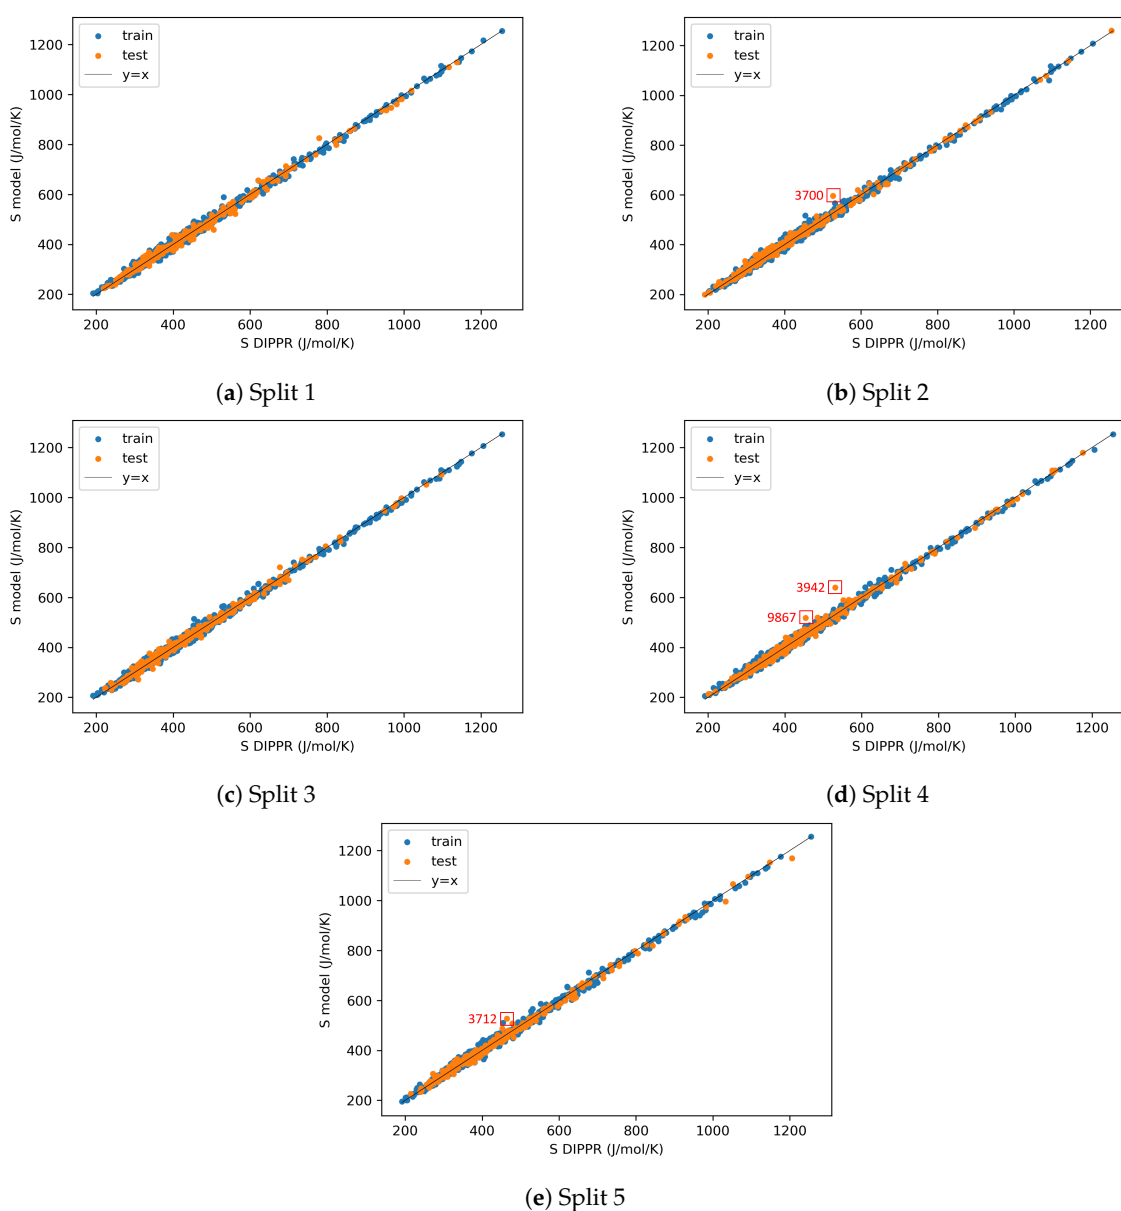 train
test
y=x
S model (J/mol/K)
1200
1000
800
600
400
200
200 400 600 800 1000 1200
S DIPPR (J/mol/K)
(a) Split 1
train
test
y=x
S model (J/mol/K)
1200
1000
800
600
400
200
3700
200 400 600 800 1000 1200
S DIPPR (J/mol/K)
(b) Split 2
train
test
y=x
S model (J/mol/K)
1200
1000
800
600
400
200
200 400 600 800 1000 1200
S DIPPR (J/mol/K)
(c) Split 3
train
test
y=x
S model (J/mol/K)
1200
1000
800
600
400
200
3942
9867
200 400 600 800 1000 1200
S DIPPR (J/mol/K)
(d) Split 4
train
test
y=x
S model (J/mol/K)
1200
1000
800
600
400
200
3712
200 400 600 800 1000 1200
S DIPPR (J/mol/K)
(e) Split 5